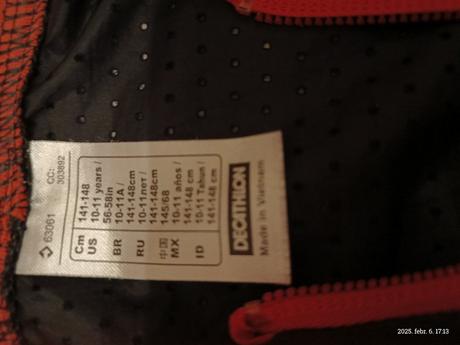 Cm 141-148
US 10-11 years /
56-58in
BR 10-11A /
141-148cm
RU 10-11лет /
141-148cm
中国 145/68
MX 10-11 años /
141-148 cm
ID 10-11 Tahun /
141-148 cm
DECATHLON
Made in Vietnam
63061
CC:
303892
2025. febr. 6. 17:13